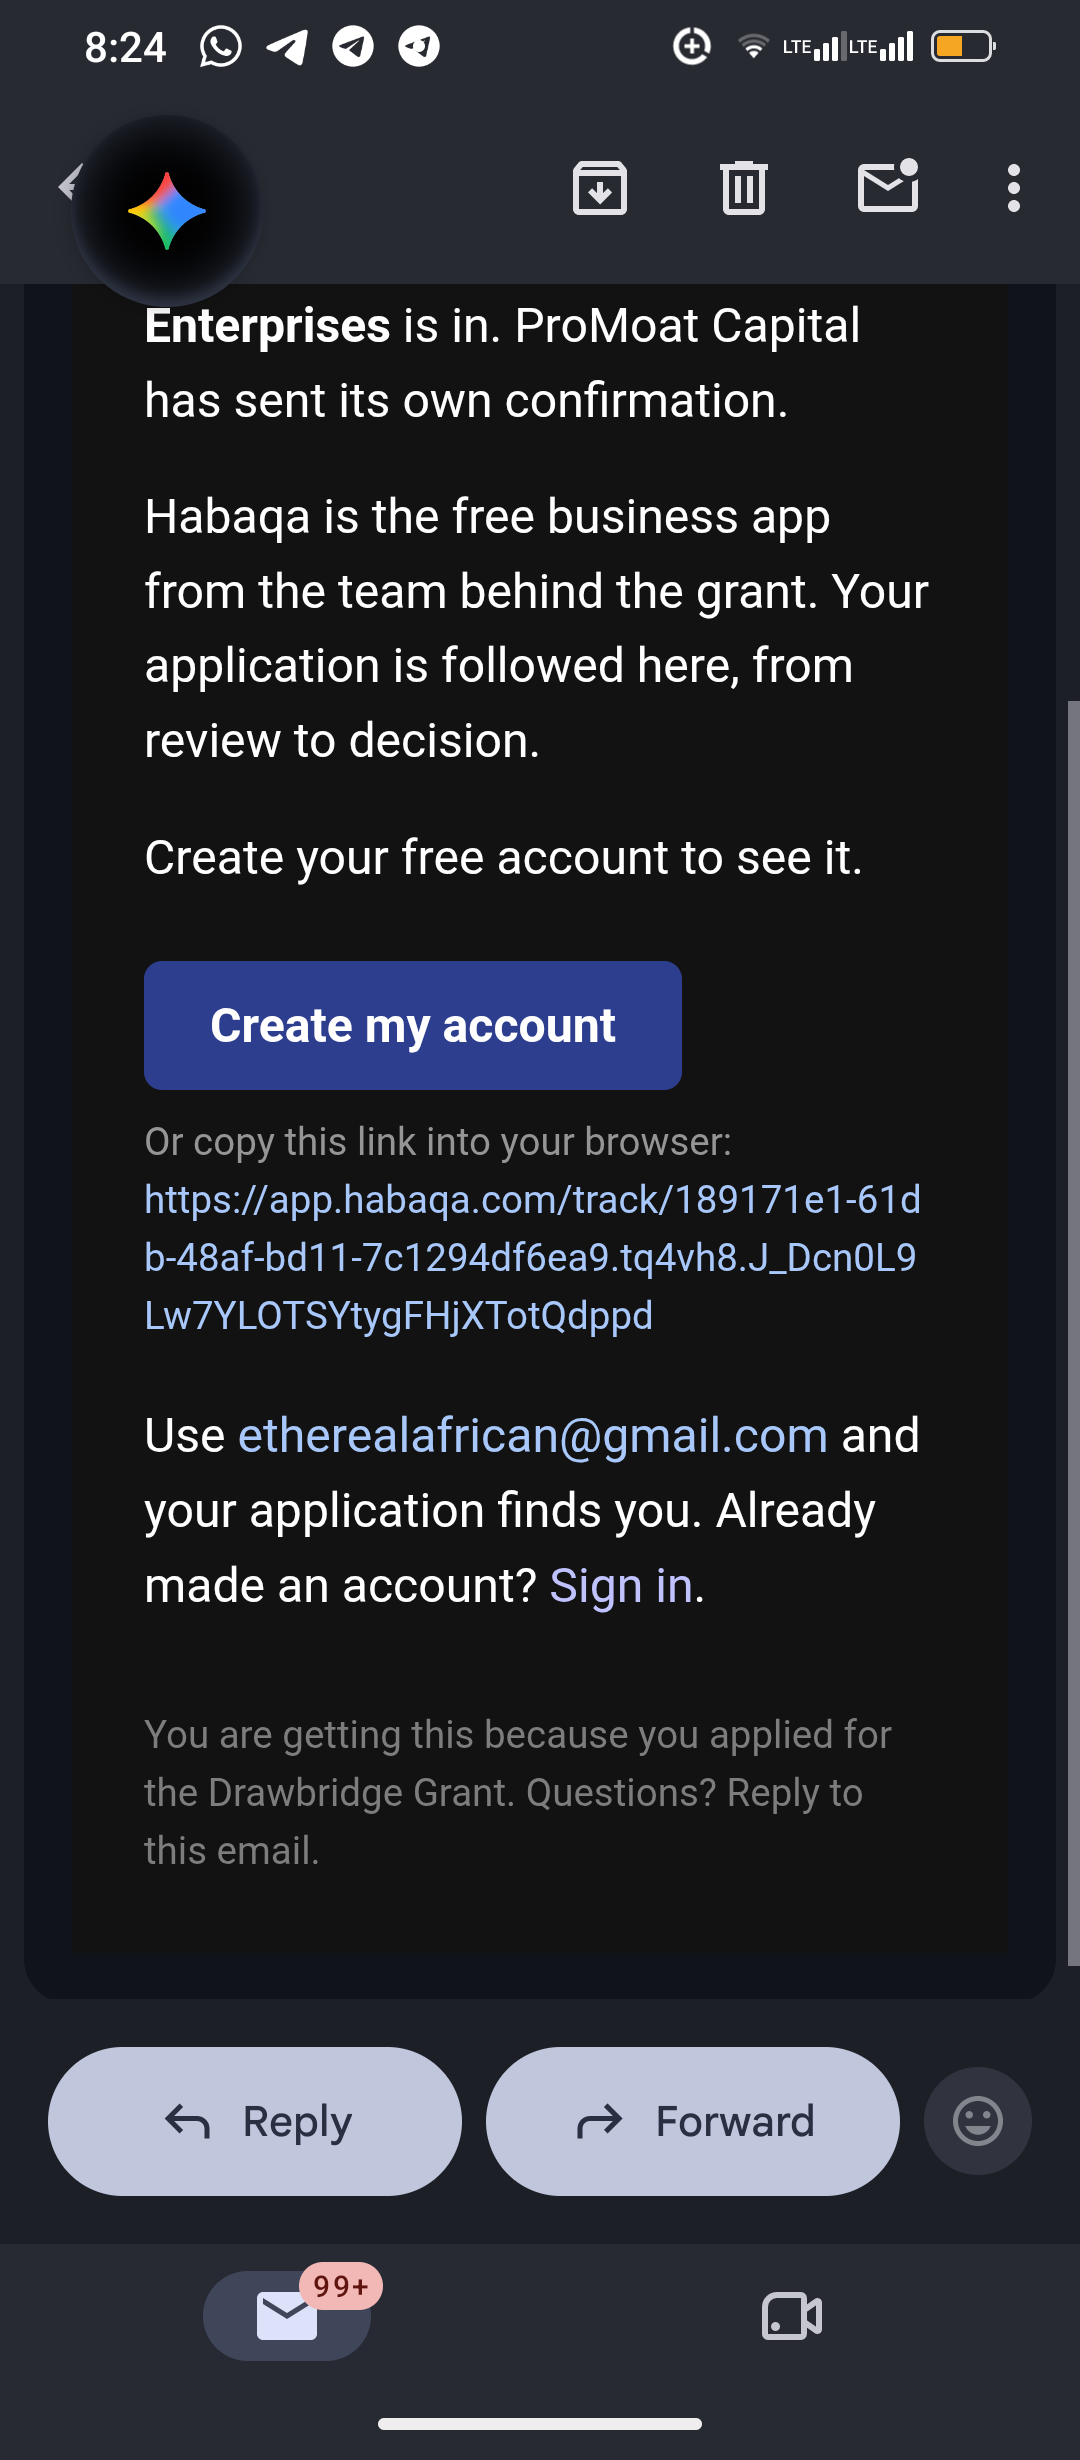 8:24
LTE LTE
Enterprises is in. ProMoat Capital
has sent its own confirmation.
Habaqa is the free business app
from the team behind the grant. Your
application is followed here, from
review to decision.
Create your free account to see it.
Create my account
Or copy this link into your browser:
https://app.habaqa.com/track/189171e1-61d
b-48af-bd11-7c1294df6ea9.tq4vh8.J_Dcn0L9
Lw7YLOTSYtygFHjXTotQdppd
Use etherealafrican@gmail.com and
your application finds you. Already
made an account? Sign in.
You are getting this because you applied for
the Drawbridge Grant. Questions? Reply to
this email.
Reply
Forward
99+